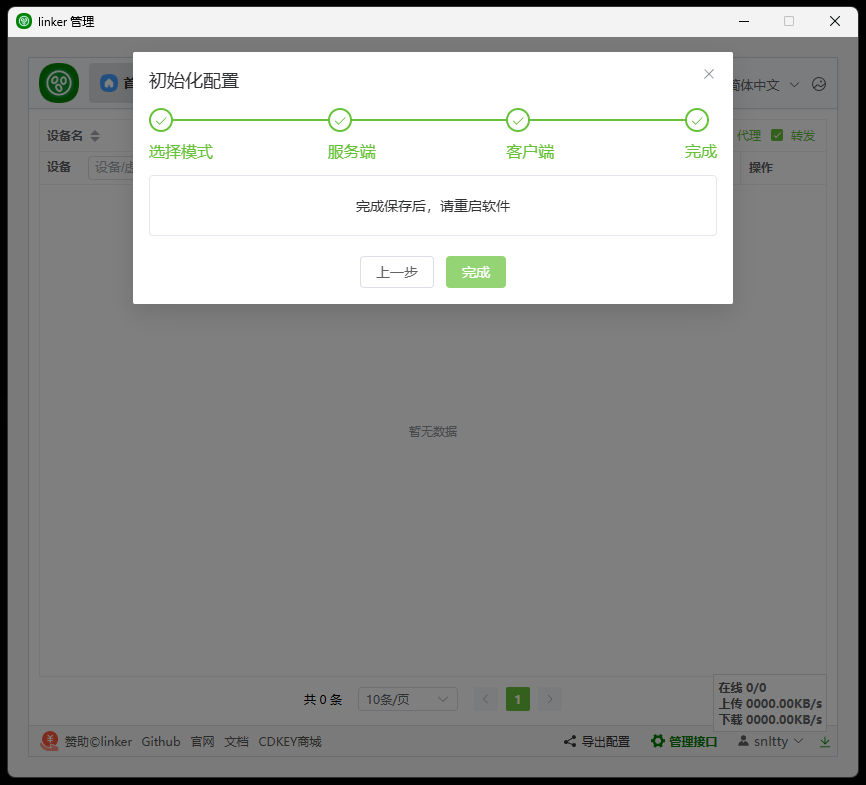 linker 管理
初始化配置
首
简体中文
选择模式
服务端
客户端
完成
设备名
代理
转发
设备
设备/虚
操作
完成保存后，请重启软件
上一步
完成
暂无数据
共 0 条
10条/页
1
在线 0/0
上传 0000.00KB/s
下载 0000.00KB/s
赞助©linker
Github
官网
文档
CDKEY商城
导出配置
管理接口
snltty